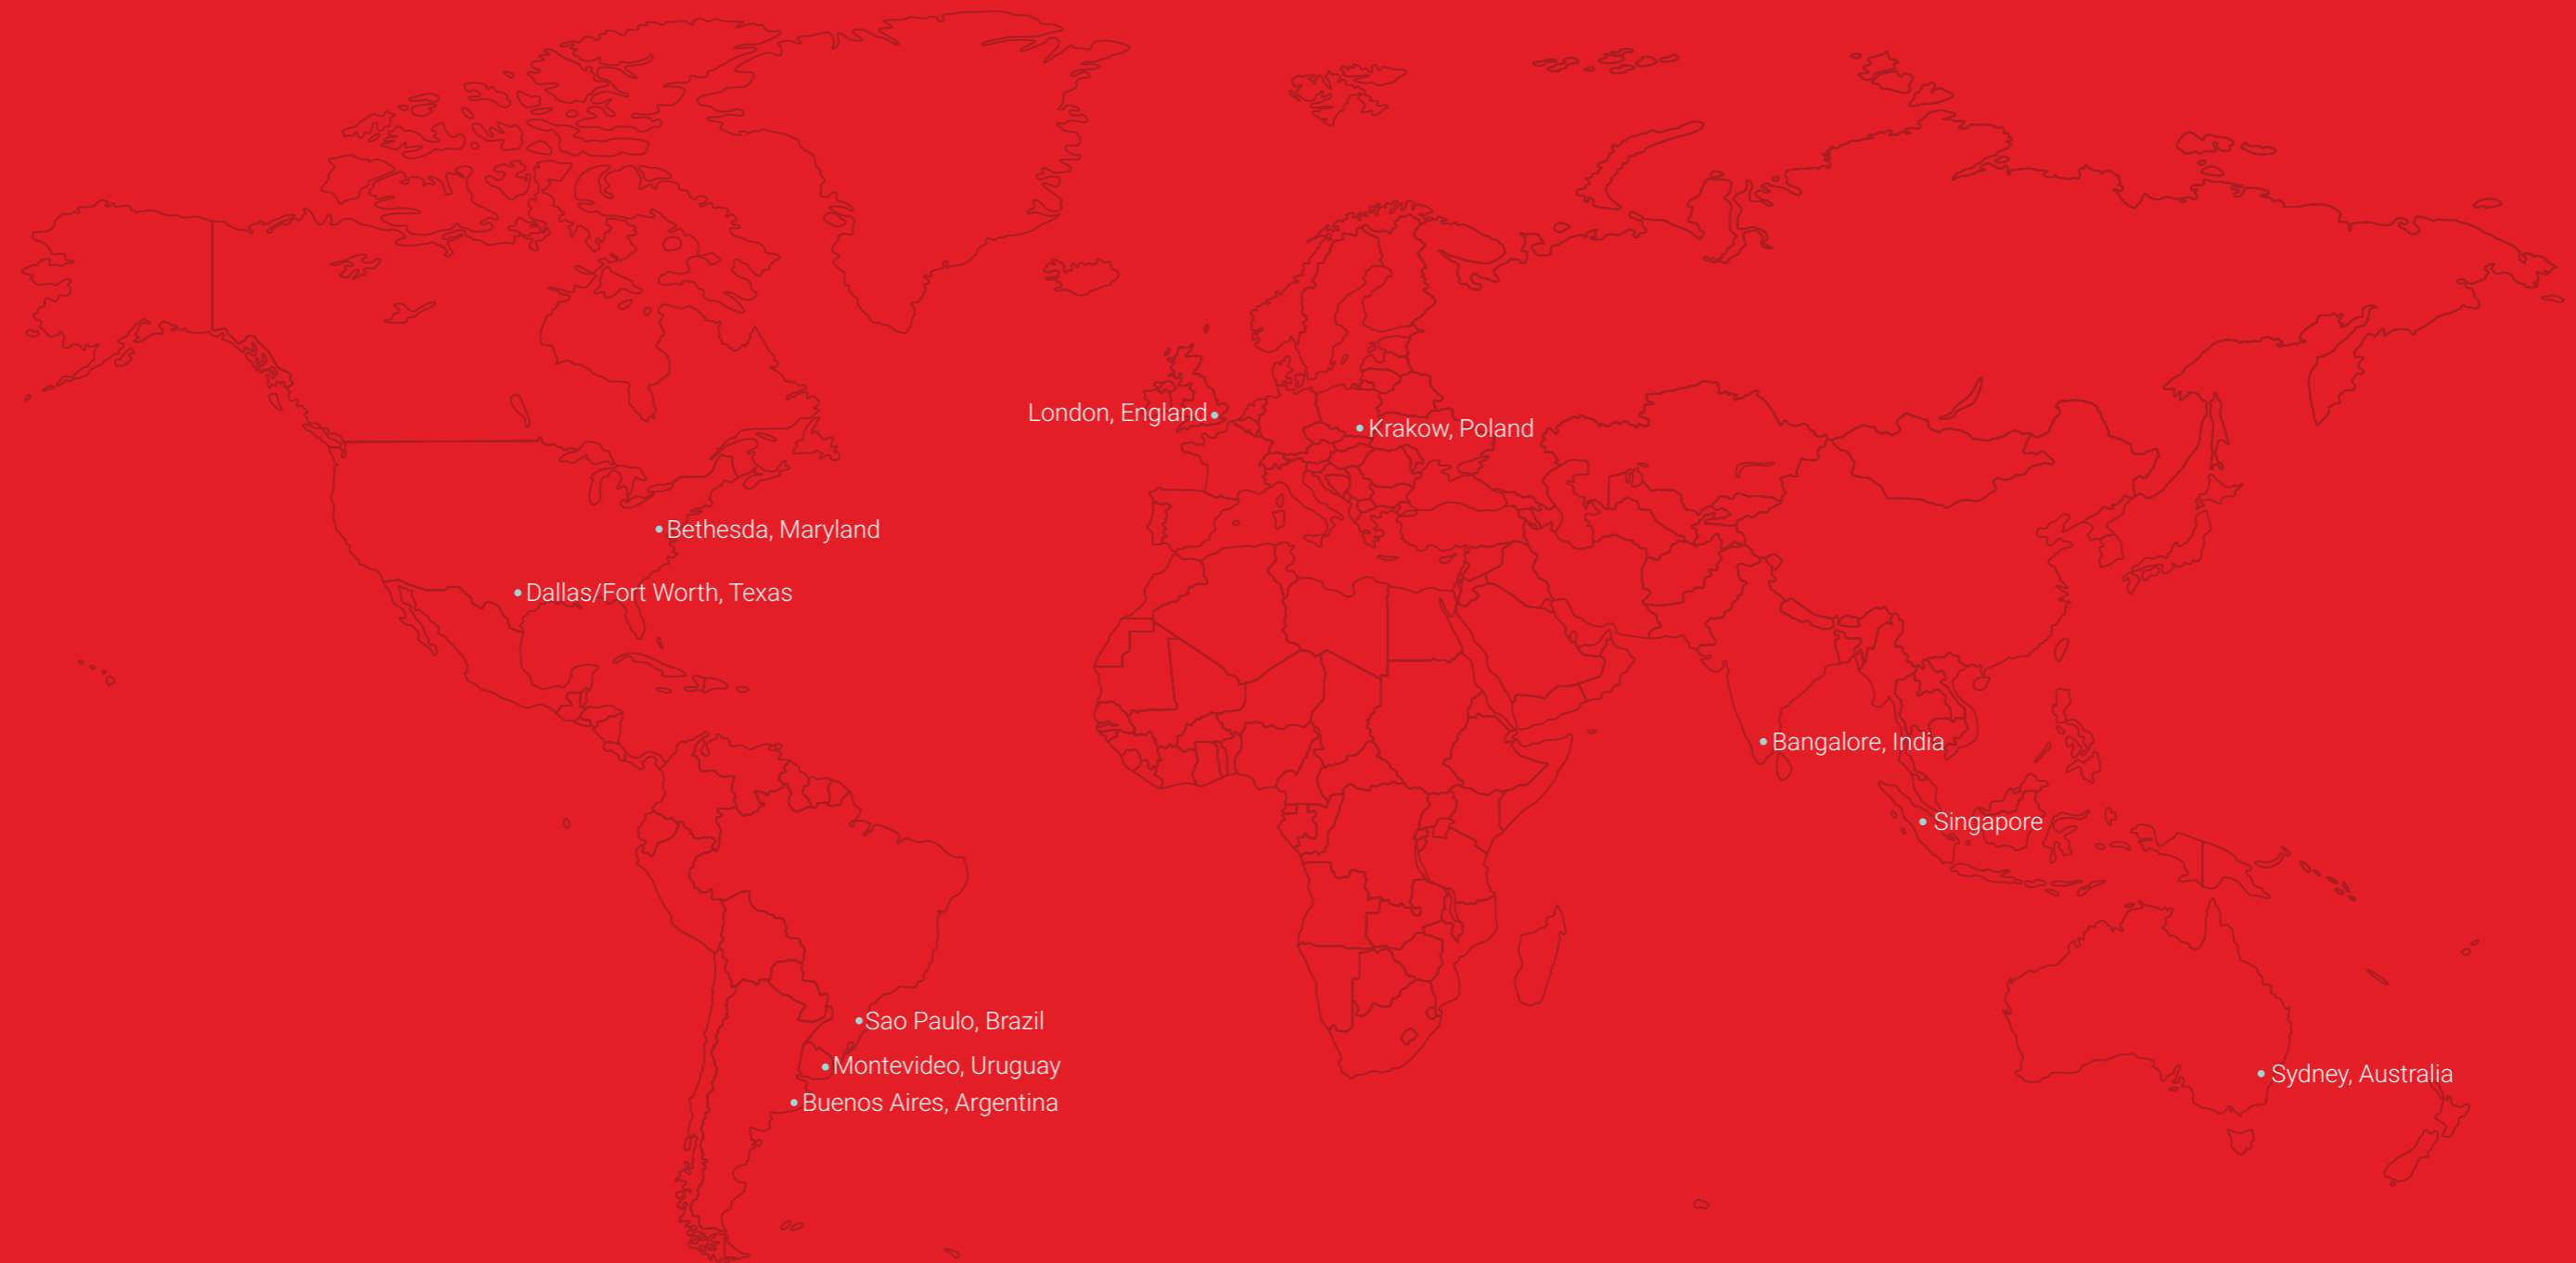 London, England
Krakow, Poland
Bethesda, Maryland
Dallas/Fort Worth, Texas
Bangalore, India
Singapore
Sao Paulo, Brazil
Montevideo, Uruguay
Sydney, Australia
Buenos Aires, Argentina